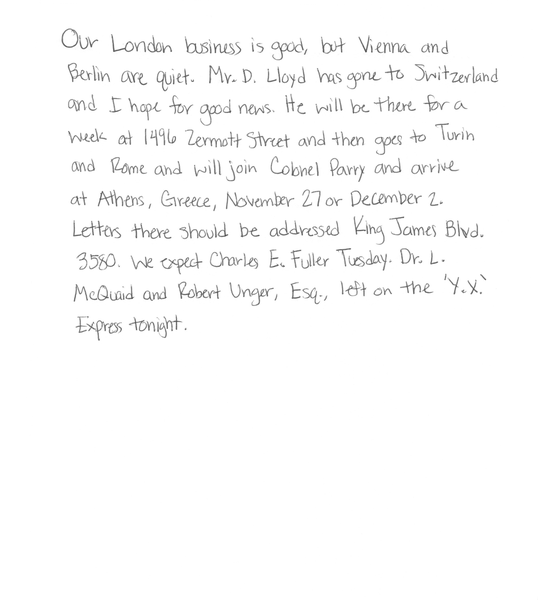 Our London business is good, but Vienna and
Berlin are quiet. Mr. D. Lloyd has gone to Switzerland
and I hope for good news. He will be there for a
week at 1496 Zermott Street and then goes to Turin
and Rome and will join Colonel Parry and arrive
at Athens, Greece, November 27 or December 2.
Letters there should be addressed King James Blvd.
3580. We expect Charles E. Fuller Tuesday. Dr. L.
McQuaid and Robert Unger, Esq., left on the 'Y.X.'
Express tonight.